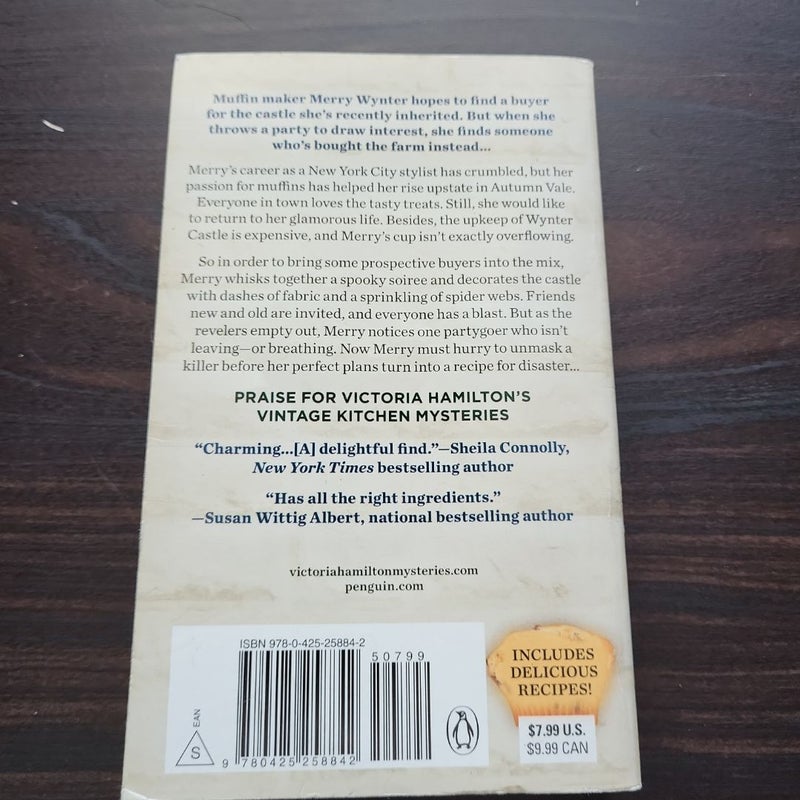 Muffin maker Merry Wynter hopes to find a buyer
for the castle she's recently inherited. But when she
throws a party to draw interest, she finds someone
who's bought the farm instead...
Merry's career as a New York City stylist has crumbled, but her
passion for muffins has helped her rise upstate in Autumn Vale.
Everyone in town loves the tasty treats. Still, she would like
to return to her glamorous life. Besides, the upkeep of Wynter
Castle is expensive, and Merry's cup isn't exactly overflowing.
So in order to bring some prospective buyers into the mix,
Merry whisks together a spooky soiree and decorates the castle
with dashes of fabric and a sprinkling of spider webs. Friends
new and old are invited, and everyone has a blast. But as the
revelers empty out, Merry notices one partygoer who isn't
leaving—or breathing. Now Merry must hurry to unmask a
killer before her perfect plans turn into a recipe for disaster...
PRAISE FOR VICTORIA HAMILTON'S
VINTAGE KITCHEN MYSTERIES
“Charming...[A] delightful find.”—Sheila Connolly,
New York Times bestselling author
“Has all the right ingredients.”
—Susan Wittig Albert, national bestselling author
victoriahamiltonmysteries.com
penguin.com
ISBN 978-0-425-25884-2
50799
EAN
S
9 780425 258842
INCLUDES
DELICIOUS
RECIPES!
$7.99 U.S.
$9.99 CAN